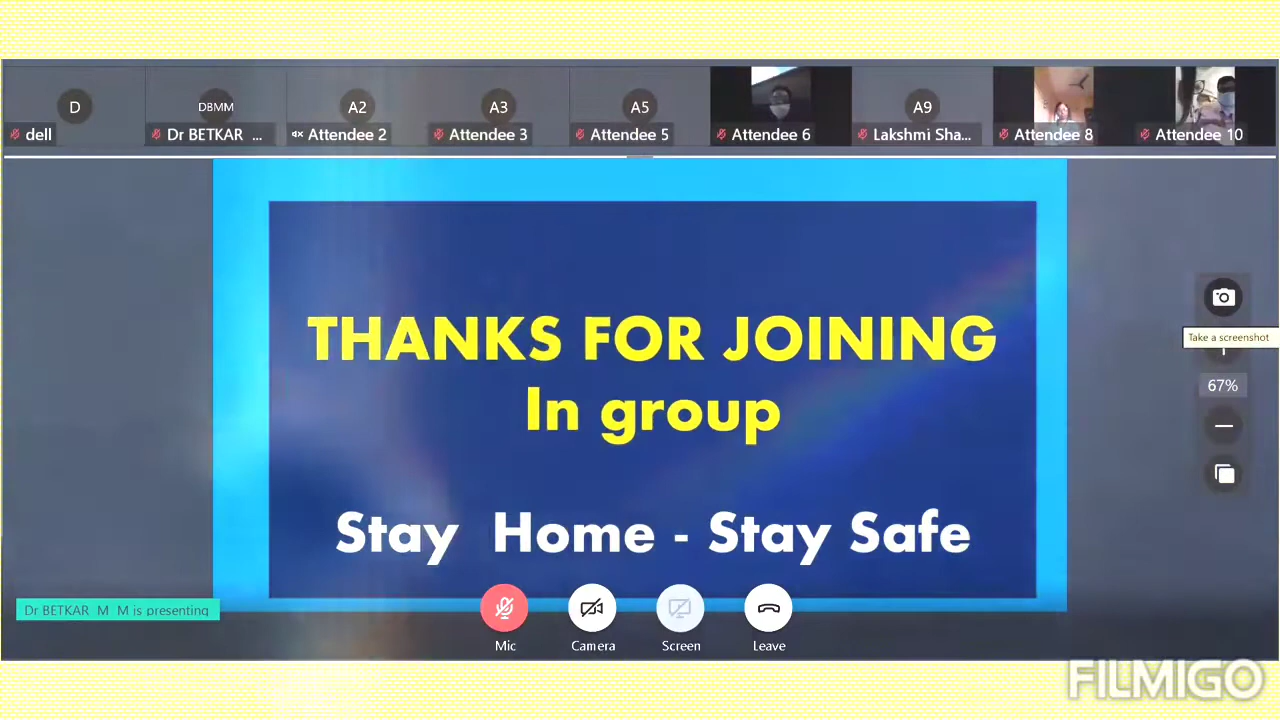 D
DBMM
A2
A3
A5
A9
dell
Dr BETKAR ...
Attendee 2
Attendee 3
Attendee 5
Attendee 6
Lakshmi Sha...
Attendee 8
Attendee 10
THANKS FOR JOINING
In group
Stay Home - Stay Safe
Take a screenshot
67%
Dr BETKAR M M is presenting
Mic
Camera
Screen
Leave
FILMIGO